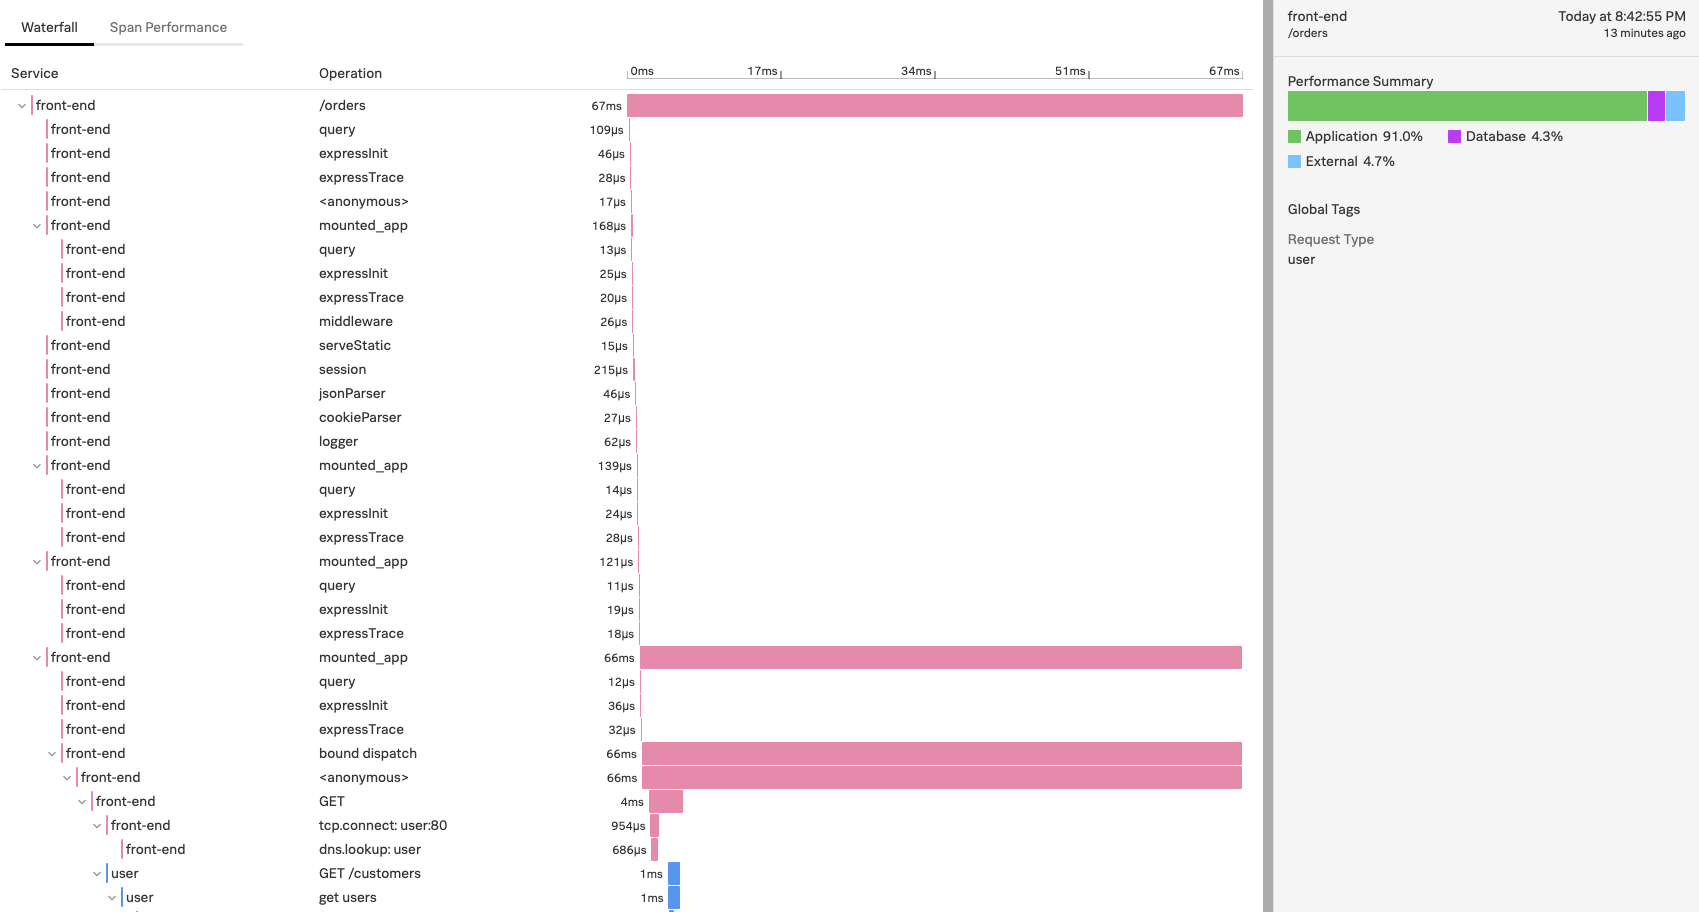 Waterfall Span Performance
Service Operation 0ms 17ms 34ms 51ms 67ms
front-end /orders 67ms
front-end query 109µs
front-end expressInit 46µs
front-end expressTrace 28µs
front-end <anonymous> 17µs
front-end mounted_app 168µs
front-end query 13µs
front-end expressInit 25µs
front-end expressTrace 20µs
front-end middleware 26µs
front-end serveStatic 15µs
front-end session 215µs
front-end jsonParser 46µs
front-end cookieParser 27µs
front-end logger 62µs
front-end mounted_app 139µs
front-end query 14µs
front-end expressInit 24µs
front-end expressTrace 28µs
front-end mounted_app 121µs
front-end query 11µs
front-end expressInit 19µs
front-end expressTrace 18µs
front-end mounted_app 66ms
front-end query 12µs
front-end expressInit 36µs
front-end expressTrace 32µs
front-end bound dispatch 66ms
front-end <anonymous> 66ms
front-end GET 4ms
front-end tcp.connect: user:80 954µs
front-end dns.lookup: user 686µs
user GET /customers 1ms
user get users 1ms
front-end Today at 8:42:55 PM
/orders 13 minutes ago
Performance Summary
Application 91.0% Database 4.3%
External 4.7%
Global Tags
Request Type
user